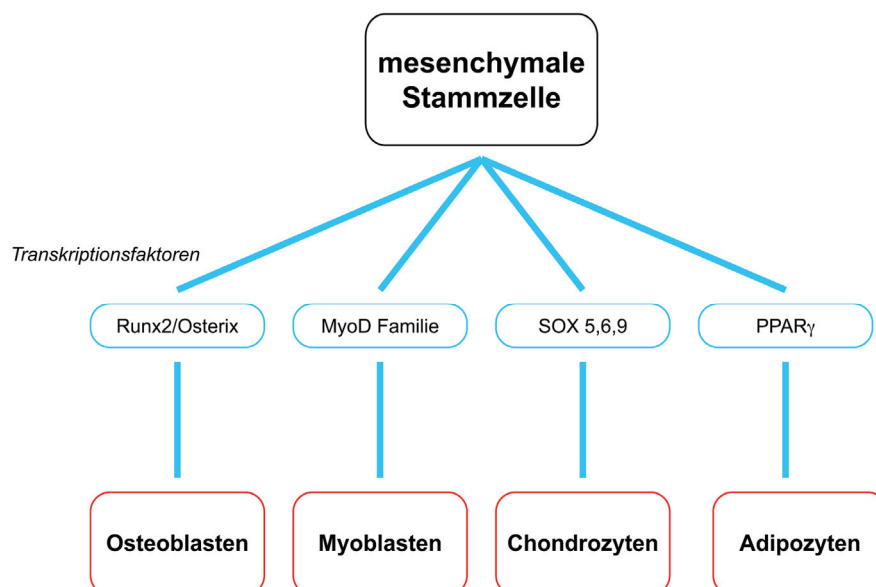 mesenchymale
Stammzelle
Transkriptionsfaktoren
Runx2/Osterix
MyoD Familie
SOX 5,6,9
PPARγ
Osteoblasten
Myoblasten
Chondrozyten
Adipozyten